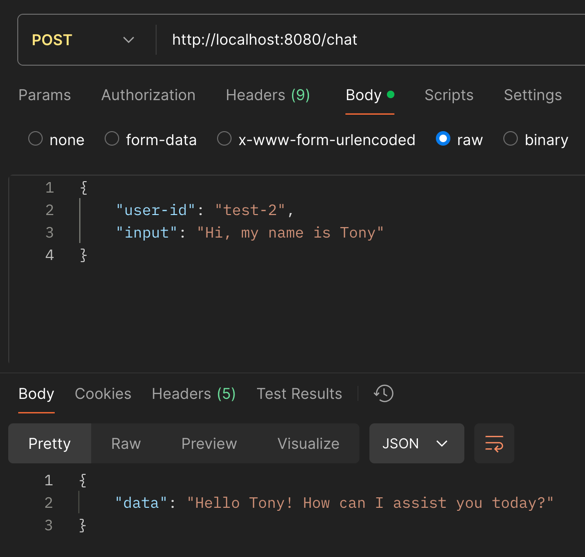 POST http://localhost:8080/chat
Params Authorization Headers (9) Body Scripts Settings
none form-data x-www-form-urlencoded raw binary
1 {
2 "user-id": "test-2",
3 "input": "Hi, my name is Tony"
4 }
Body Cookies Headers (5) Test Results
Pretty Raw Preview Visualize JSON
1 {
2 "data": "Hello Tony! How can I assist you today?"
3 }